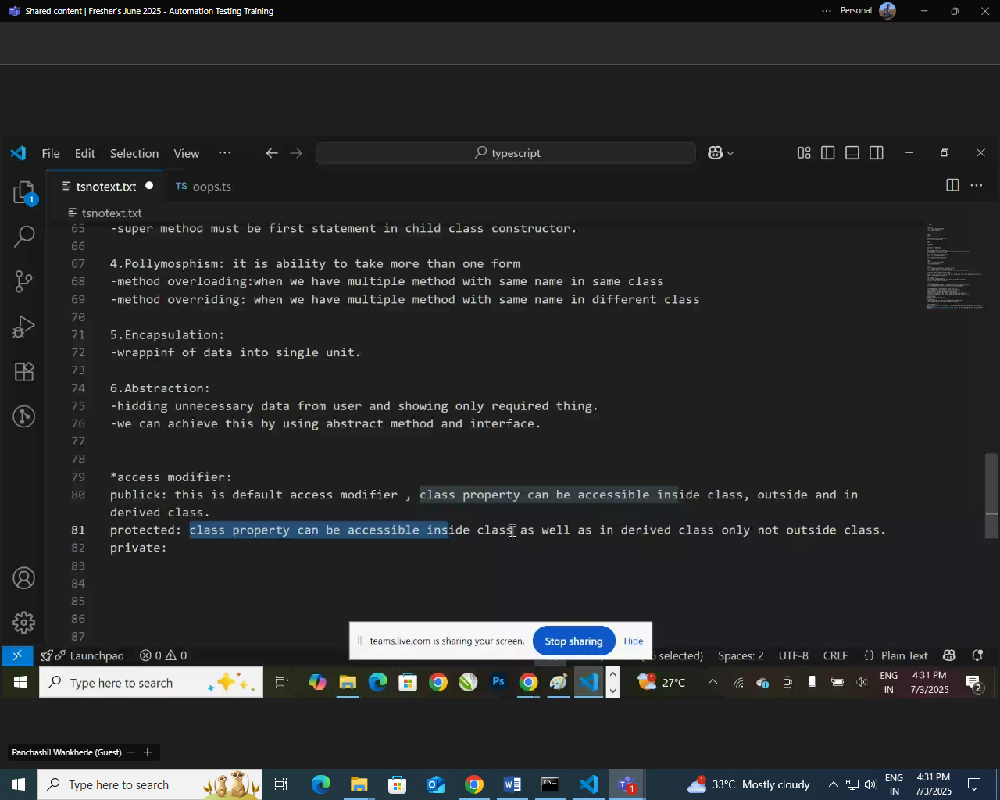 Shared content | Fresher's June 2025 - Automation Testing Training
Personal
File Edit Selection View
typescript
tsnotext.txt
TS oops.ts
1
tsnotext.txt
65 -super method must be first statement in child class constructor.
66
67 4.Pollymosphism: it is ability to take more than one form
68 -method overloading:when we have multiple method with same name in same class
69 -method overriding: when we have multiple method with same name in different class
70
71 5.Encapsulation:
72 -wrappinf of data into single unit.
73
74 6.Abstraction:
75 -hidding unnecessary data from user and showing only required thing.
76 -we can achieve this by using abstract method and interface.
77
78
79 *access modifier:
80 publick: this is default access modifier , class property can be accessible inside class, outside and in
derived class.
81 protected: class property can be accessible inside class as well as in derived class only not outside class.
82 private:
83
84
85
86
87
teams.live.com is sharing your screen. Stop sharing Hide
Launchpad 0 0 selected) Spaces: 2 UTF-8 CRLF {} Plain Text
Type here to search
Ps
27°C
ENG
IN
4:31 PM
7/3/2025
2
Panchashil Wankhede (Guest)
Type here to search
1
33°C Mostly cloudy
ENG
IN
4:31 PM
7/3/2025